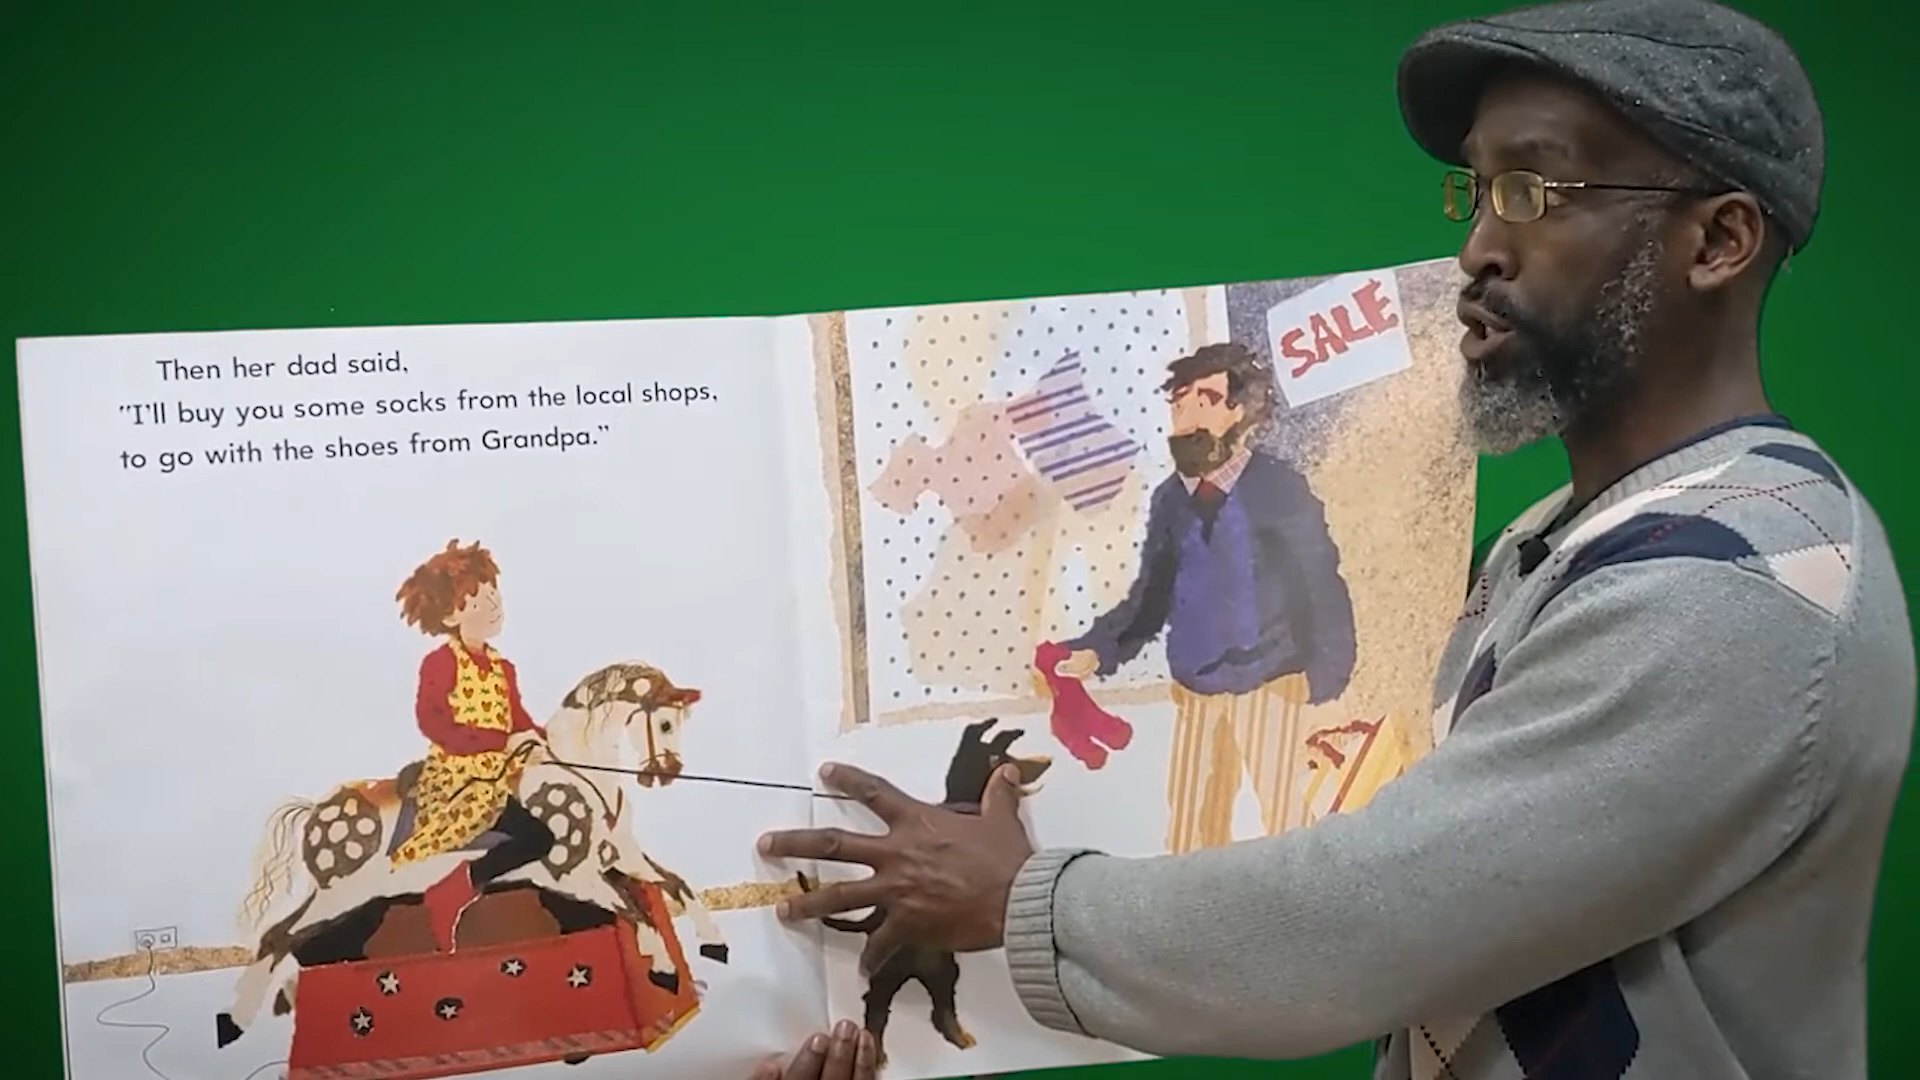 Then her dad said,
"I'll buy you some socks from the local shops,
to go with the shoes from Grandpa."
SALE